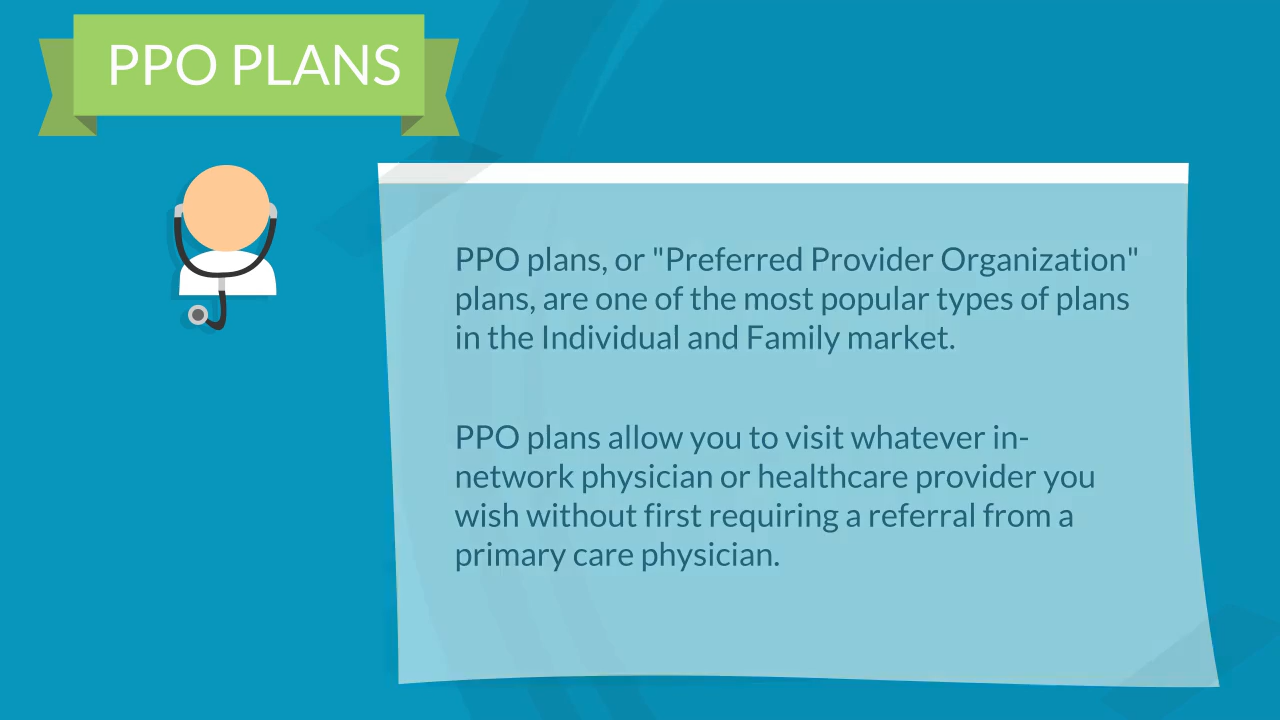 PPO PLANS
PPO plans, or "Preferred Provider Organization"
plans, are one of the most popular types of plans
in the Individual and Family market.
PPO plans allow you to visit whatever in-
network physician or healthcare provider you
wish without first requiring a referral from a
primary care physician.